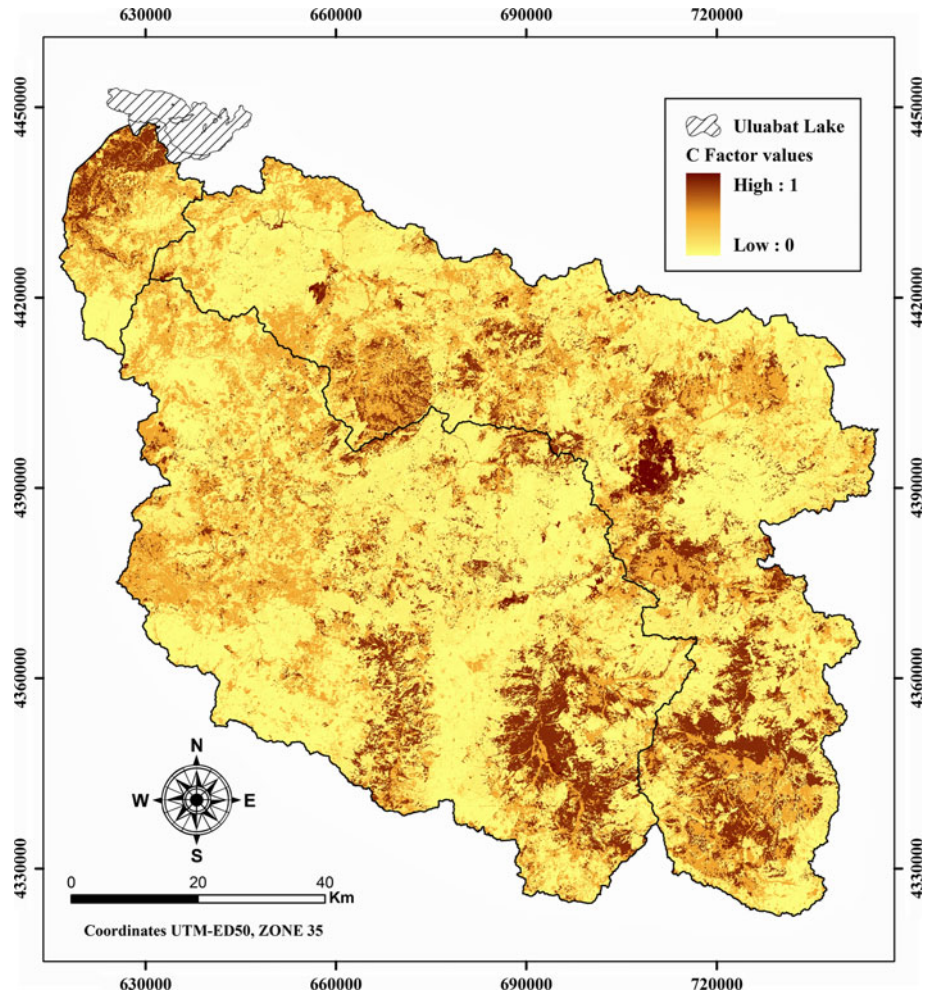 630000 660000 690000 720000
4450000
4420000
4390000
4360000
4330000
Uluabat Lake
C Factor values
High : 1
Low : 0
4450000
4420000
4390000
4360000
4330000
N
W E
S
0 20 40
Km
Coordinates UTM-ED50, ZONE 35
630000 660000 690000 720000